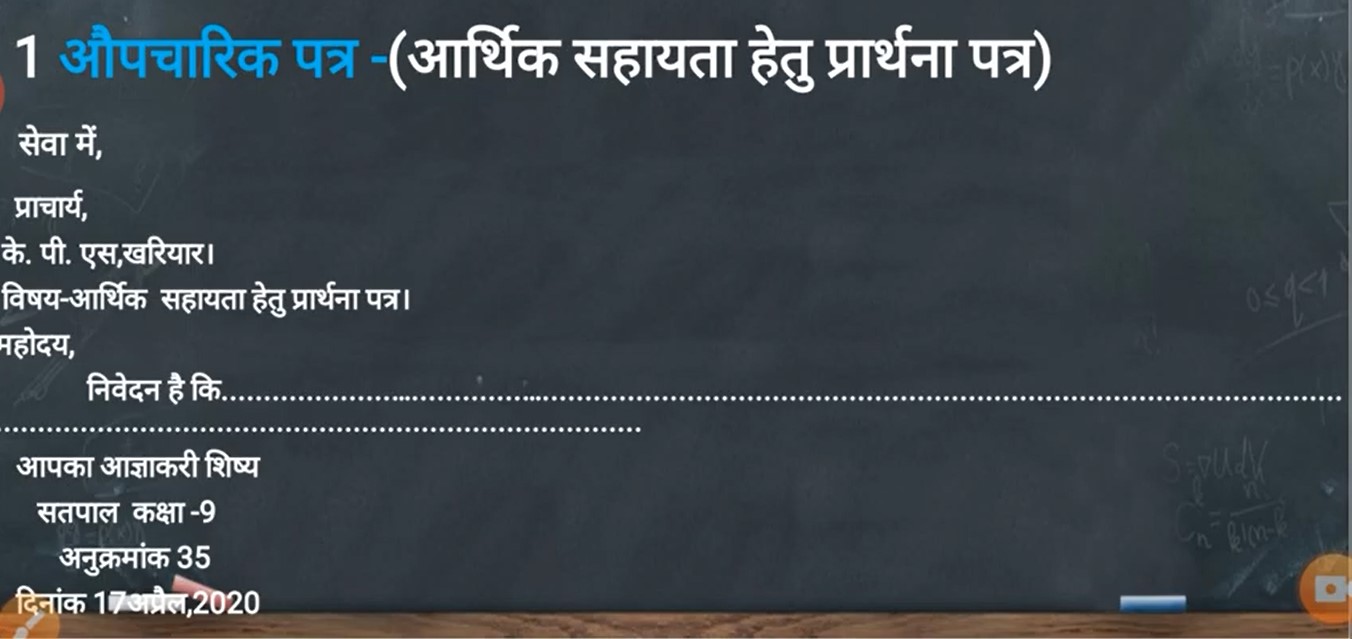 1 औपचारिक पत्र -(आर्थिक सहायता हेतु प्रार्थना पत्र)
सेवा में,
प्राचार्य,
के. पी. एस,खरियार।
विषय-आर्थिक सहायता हेतु प्रार्थना पत्र।
महोदय,
निवेदन है कि........................................................................................................................................
...........................................................................
आपका आज्ञाकरी शिष्य
सतपाल कक्षा -9
अनुक्रमांक 35
दिनांक 17अप्रैल,2020